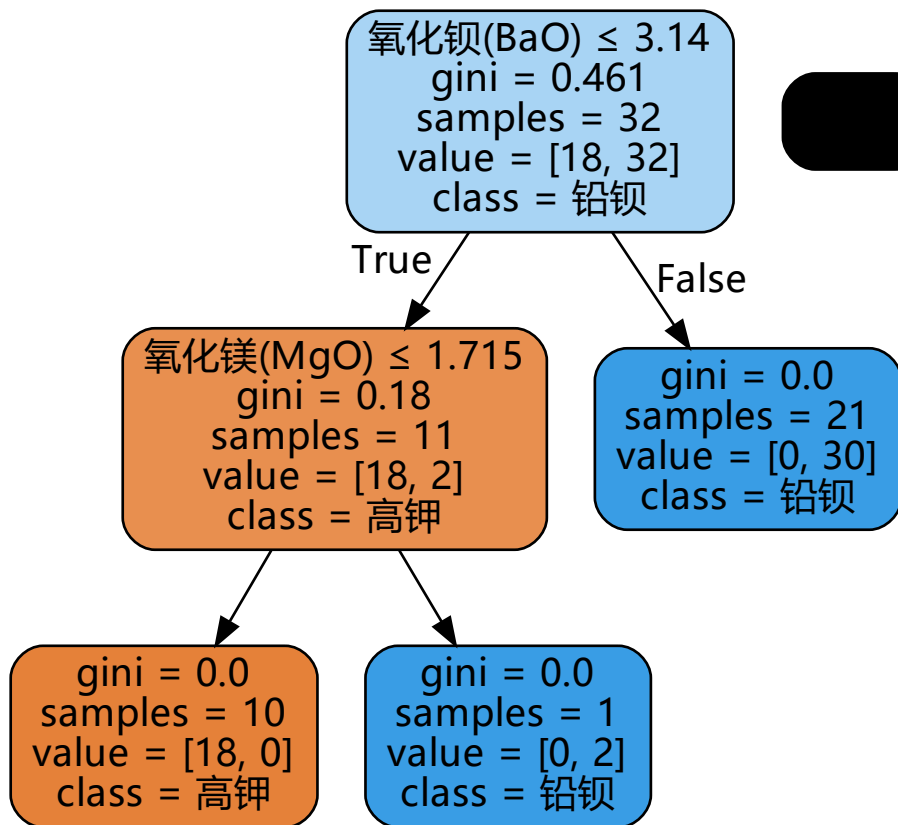 氧化钡(BaO) ≤ 3.14
gini = 0.461
samples = 32
value = [18, 32]
class = 铅钡
True
False
氧化镁(MgO) ≤ 1.715
gini = 0.18
samples = 11
value = [18, 2]
class = 高钾
gini = 0.0
samples = 21
value = [0, 30]
class = 铅钡
gini = 0.0
samples = 10
value = [18, 0]
class = 高钾
gini = 0.0
samples = 1
value = [0, 2]
class = 铅钡